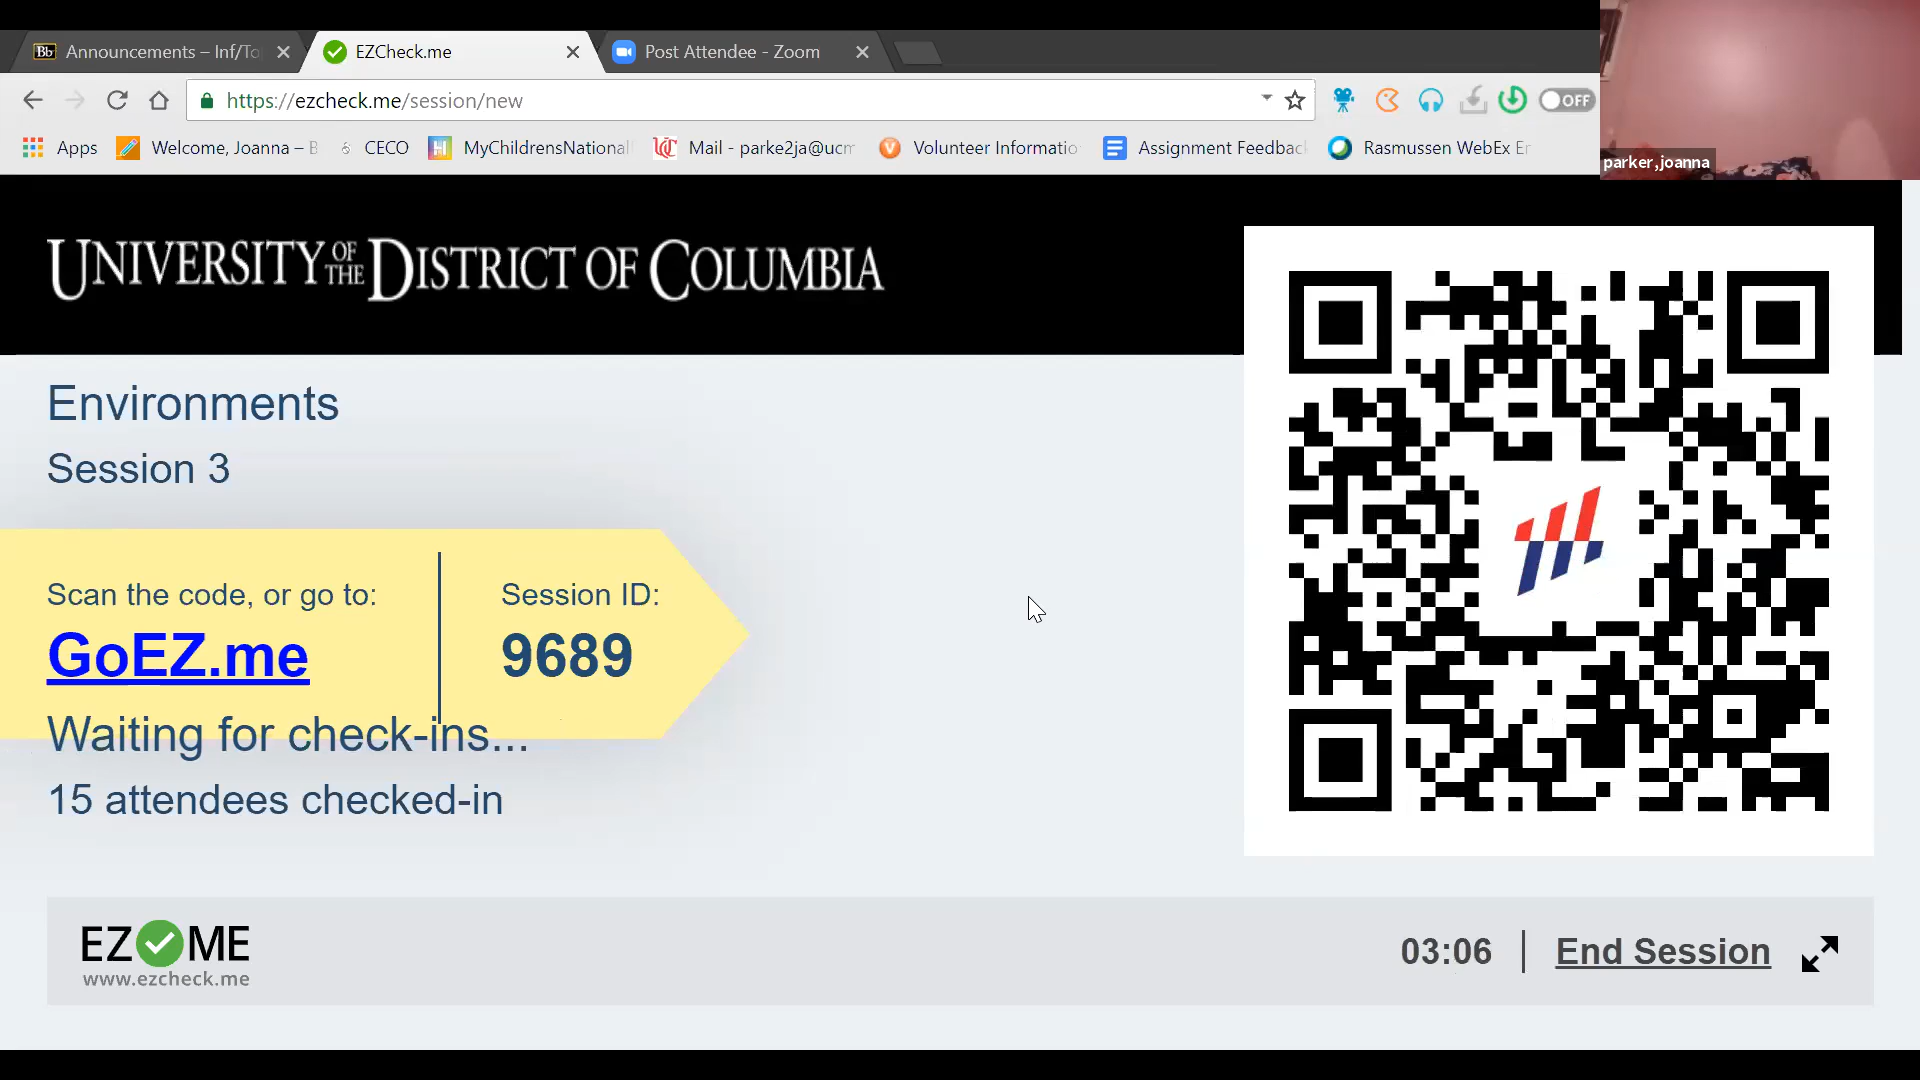 Bb Announcements – Inf/To
EZCheck.me
Post Attendee - Zoom
https://ezcheck.me/session/new
OFF
Apps
Welcome, Joanna – B
CECO
MyChildrensNational
Mail - parke2ja@ucm
Volunteer Informatio
Assignment Feedback
Rasmussen WebEx En
parker,joanna
UNIVERSITY OF THE DISTRICT OF COLUMBIA
Environments
Session 3
Scan the code, or go to:
GoEZ.me
Session ID:
9689
Waiting for check-ins...
15 attendees checked-in
EZ ME
www.ezcheck.me
03:06
End Session